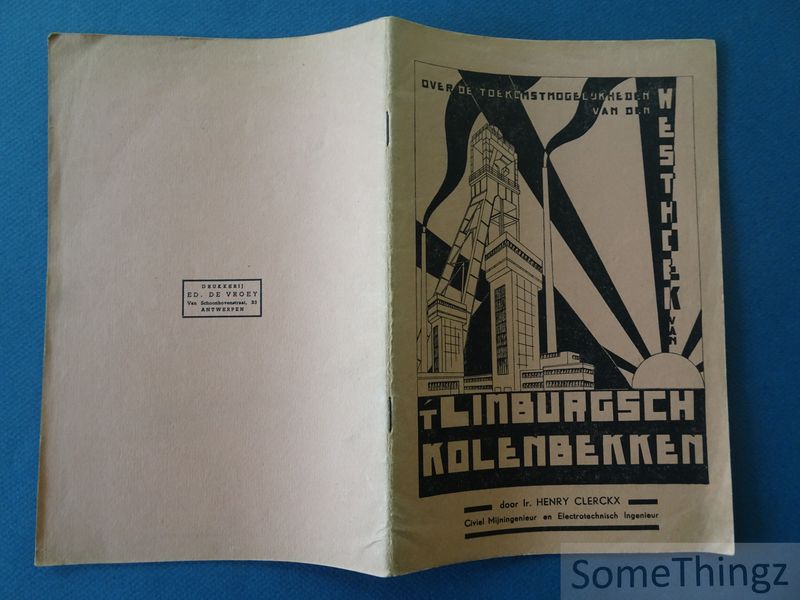 DRUKKERIJ
ED. DE VROEY
Van Schoonhovenstraat, 33
ANTWERPEN
OVER DE TOEKOMSTMOGELIJKHEDEN
VAN DEN
WESTHOEK VAN
'T LIMBURGSCH
KOLENBEKKEN
door Ir. HENRY CLERCKX
Civiel Mijningenieur en Electrotechnisch Ingenieur
SomeThingz